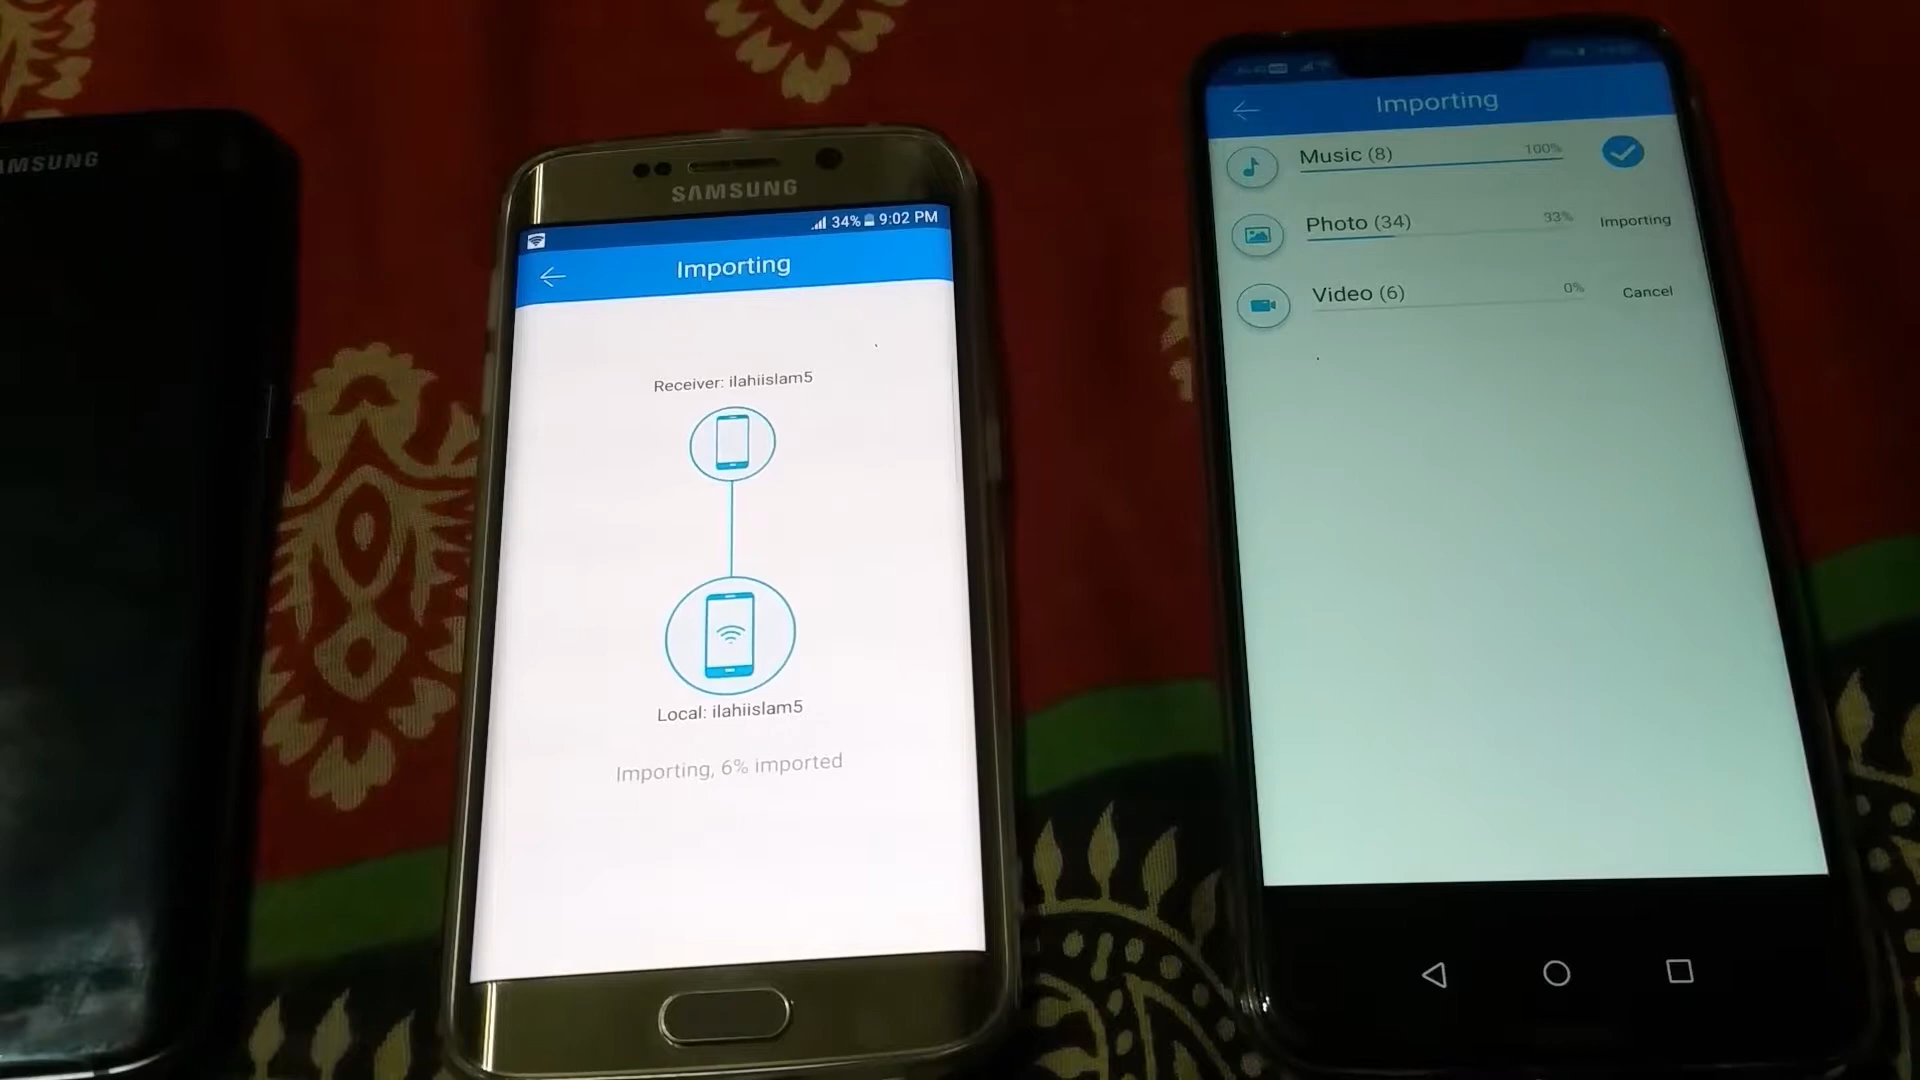 AMSUNG
SAMSUNG
34% 9:02 PM
Importing
Receiver: ilahiislam5
Local: ilahiislam5
Importing, 6% imported
Importing
Music (8) 100%
Photo (34) 33% Importing
Video (6) 0% Cancel